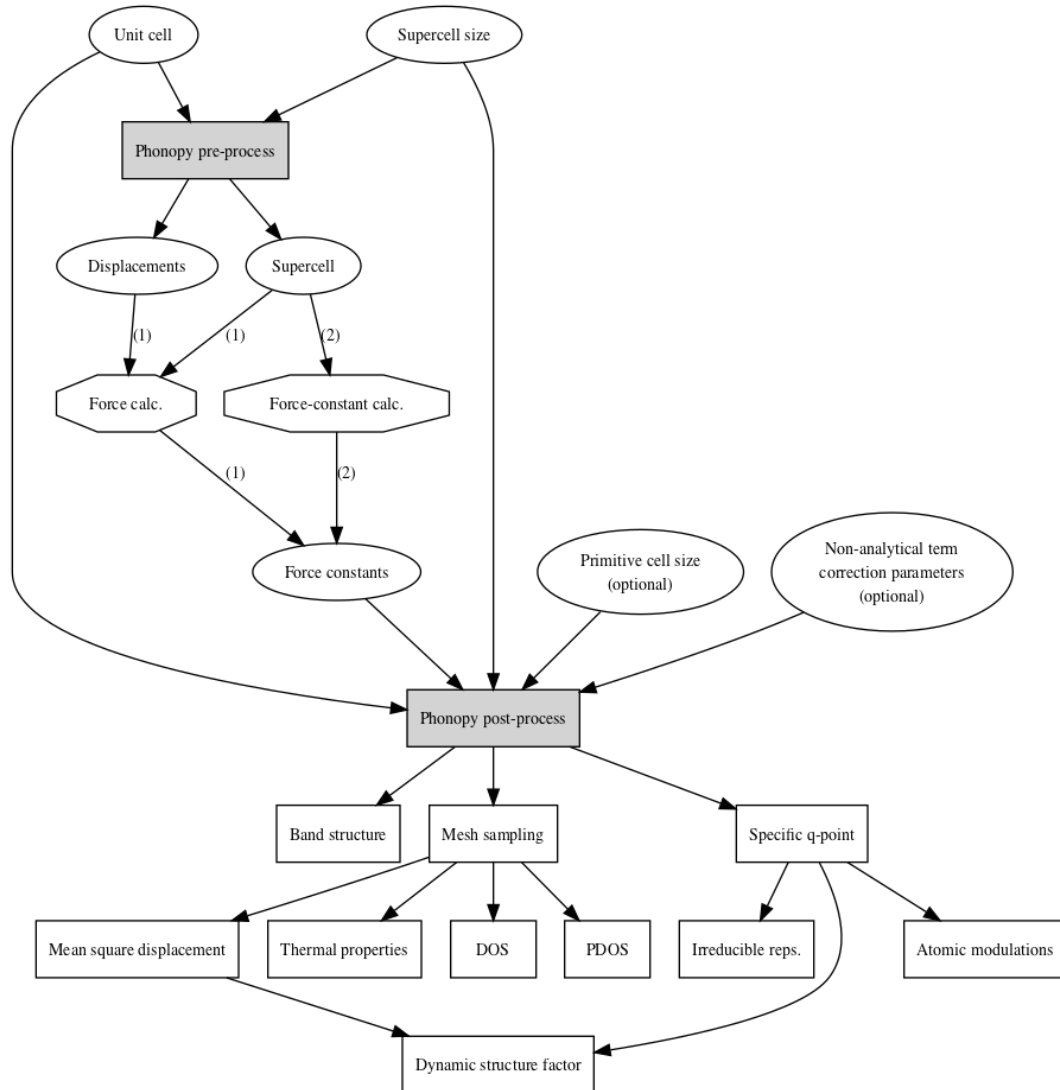 Unit cell
Supercell size
Phonopy pre-process
Displacements
Supercell
(1)
(1)
(2)
Force calc.
Force-constant calc.
(1)
(2)
Force constants
Primitive cell size
(optional)
Non-analytical term
correction parameters
(optional)
Phonopy post-process
Band structure
Mesh sampling
Specific q-point
Mean square displacement
Thermal properties
DOS
PDOS
Irreducible reps.
Atomic modulations
Dynamic structure factor